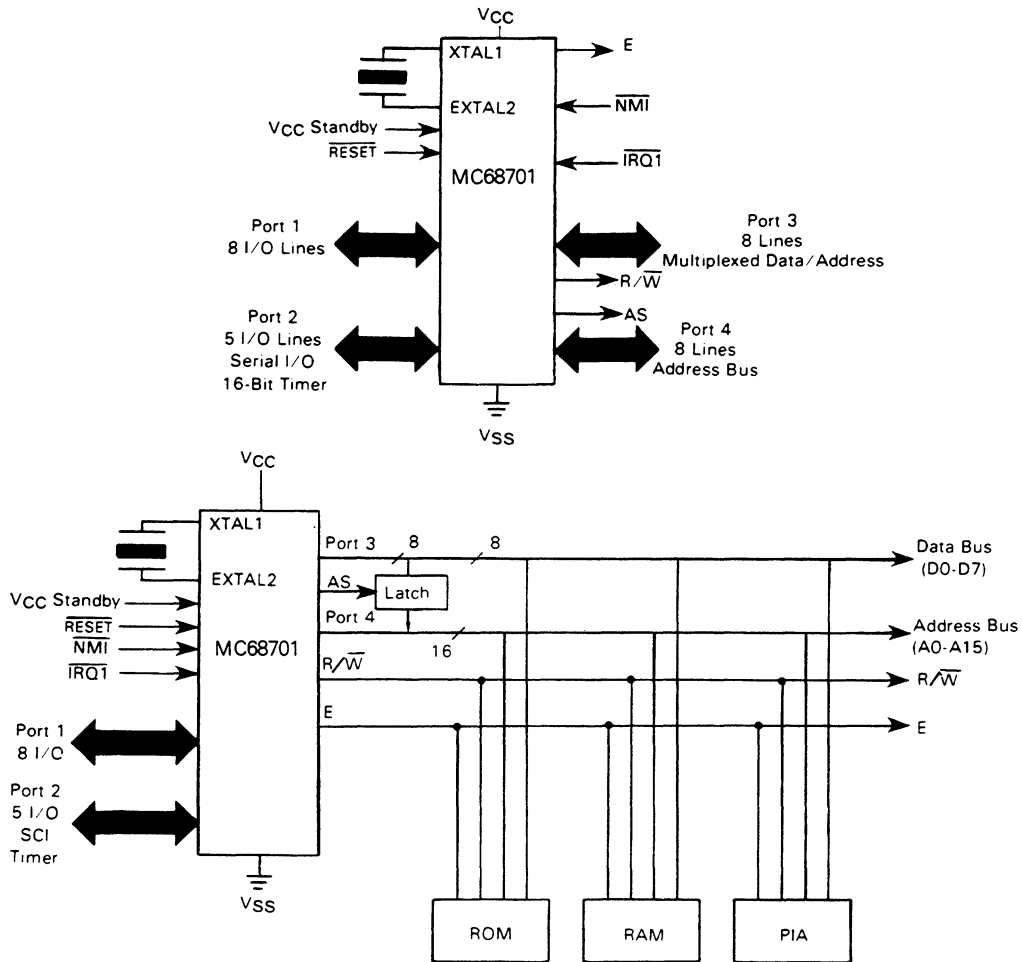 VCC
XTAL1
E
EXTAL2
NMI
VCC Standby
RESET
IRQ1
MC68701
Port 1
8 I/O Lines
Port 3
8 Lines
Multiplexed Data/Address
R/W
AS
Port 2
5 I/O Lines
Serial I/O
16-Bit Timer
Port 4
8 Lines
Address Bus
VSS
VCC
XTAL1
EXTAL2
VCC Standby
RESET
NMI
IRQ1
MC68701
Port 1
8 I/O
Port 2
5 I/O
SCI
Timer
VSS
Port 3
8
8
Data Bus
(D0-D7)
AS
Latch
Port 4
16
Address Bus
(A0-A15)
R/W
R/W
E
E
ROM
RAM
PIA